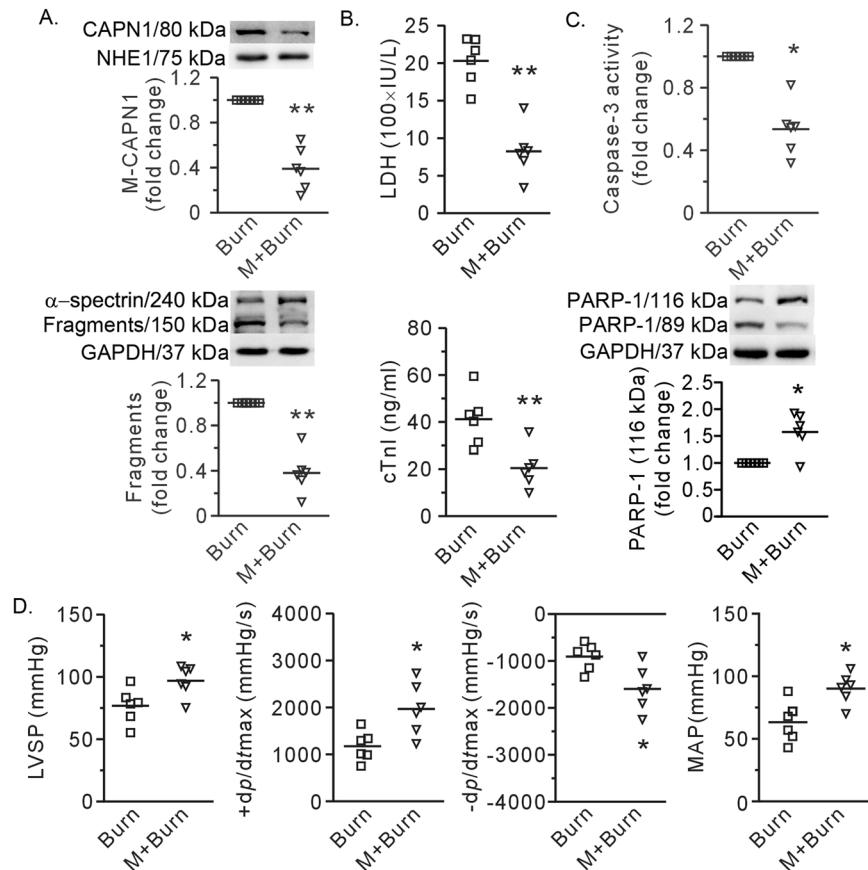 A.
CAPN1/80 kDa
NHE1/75 kDa
M-CAPN1
(fold change)
1.2
0.8
0.4
0
**
Burn
M+Burn
α−spectrin/240 kDa
Fragments/150 kDa
GAPDH/37 kDa
Fragments
(fold change)
1.2
0.8
0.4
0
**
Burn
M+Burn
B.
LDH (100×IU/L)
25
20
15
10
5
0
**
Burn
M+Burn
cTnI (ng/ml)
80
60
40
20
0
**
Burn
M+Burn
C.
Caspase-3 activity
(fold change)
1.2
0.9
0.6
0.3
0
*
Burn
M+Burn
PARP-1/116 kDa
PARP-1/89 kDa
GAPDH/37 kDa
PARP-1 (116 kDa)
(fold change)
2.5
2.0
1.5
1.0
0.5
0
*
Burn
M+Burn
D.
LVSP (mmHg)
150
100
50
0
*
Burn
M+Burn
+dp/dtmax (mmHg/s)
4000
3000
2000
1000
0
*
Burn
M+Burn
-dp/dtmax (mmHg/s)
0
-1000
-2000
-3000
-4000
*
Burn
M+Burn
MAP(mmHg)
150
100
50
0
*
Burn
M+Burn